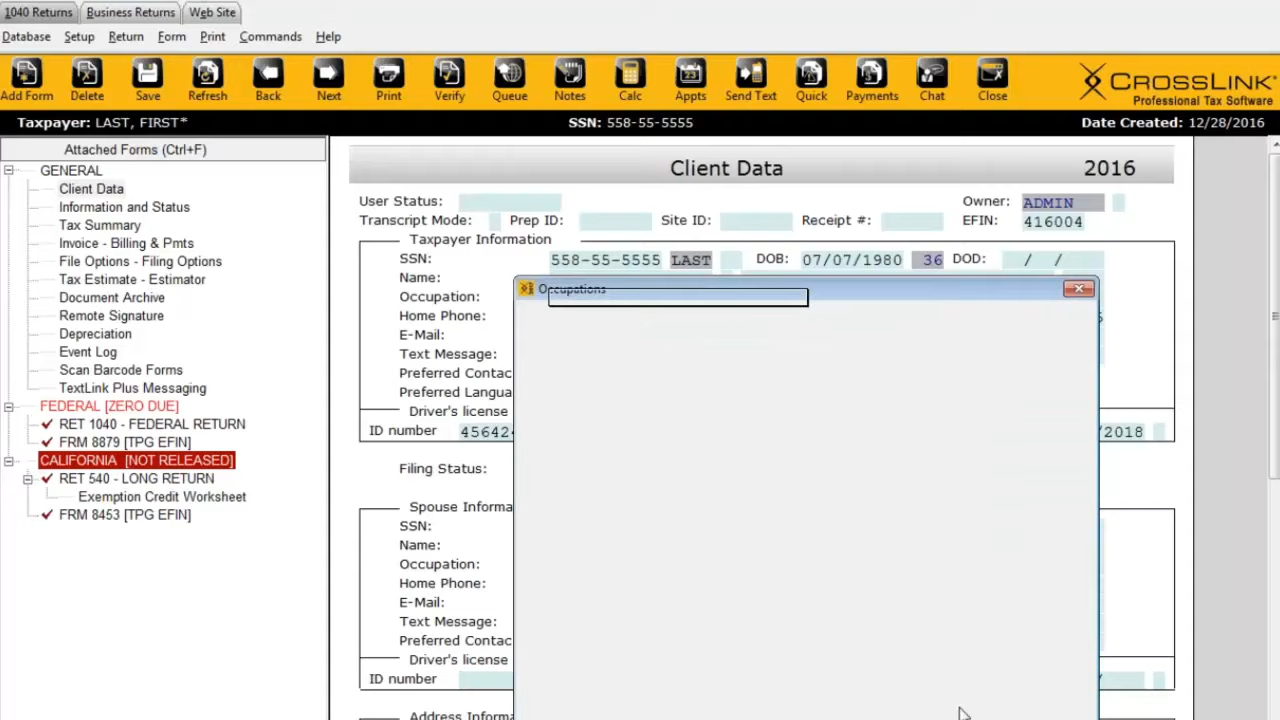 1040 Returns Business Returns Web Site
Database Setup Return Form Print Commands Help
Add Form Delete Save Refresh Back Next Print Verify Queue Notes Calc Appts Send Text Quick Payments Chat Close
CROSSLINK
Professional Tax Software
Taxpayer: LAST, FIRST* SSN: 558-55-5555 Date Created: 12/28/2016
Attached Forms (Ctrl+F)
GENERAL
Client Data
Information and Status
Tax Summary
Invoice - Billing & Pmts
File Options - Filing Options
Tax Estimate - Estimator
Document Archive
Remote Signature
Depreciation
Event Log
Scan Barcode Forms
TextLink Plus Messaging
FEDERAL [ZERO DUE]
RET 1040 - FEDERAL RETURN
FRM 8879 [TPG EFIN]
CALIFORNIA [NOT RELEASED]
RET 540 - LONG RETURN
Exemption Credit Worksheet
FRM 8453 [TPG EFIN]
Client Data 2016
User Status: Owner: ADMIN
Transcript Mode: Prep ID: Site ID: Receipt #: EFIN: 416004
Taxpayer Information
SSN: 558-55-5555 LAST DOB: 07/07/1980 36 DOD: / /
Name:
Occupation:
Home Phone:
E-Mail:
Text Message:
Preferred Contac
Preferred Langua
Driver's license
ID number 45642 /2018
Filing Status:
Spouse Informa
SSN:
Name:
Occupation:
Home Phone:
E-Mail:
Text Message:
Preferred Contac
Driver's license
ID number /
Address Informa
Occupations